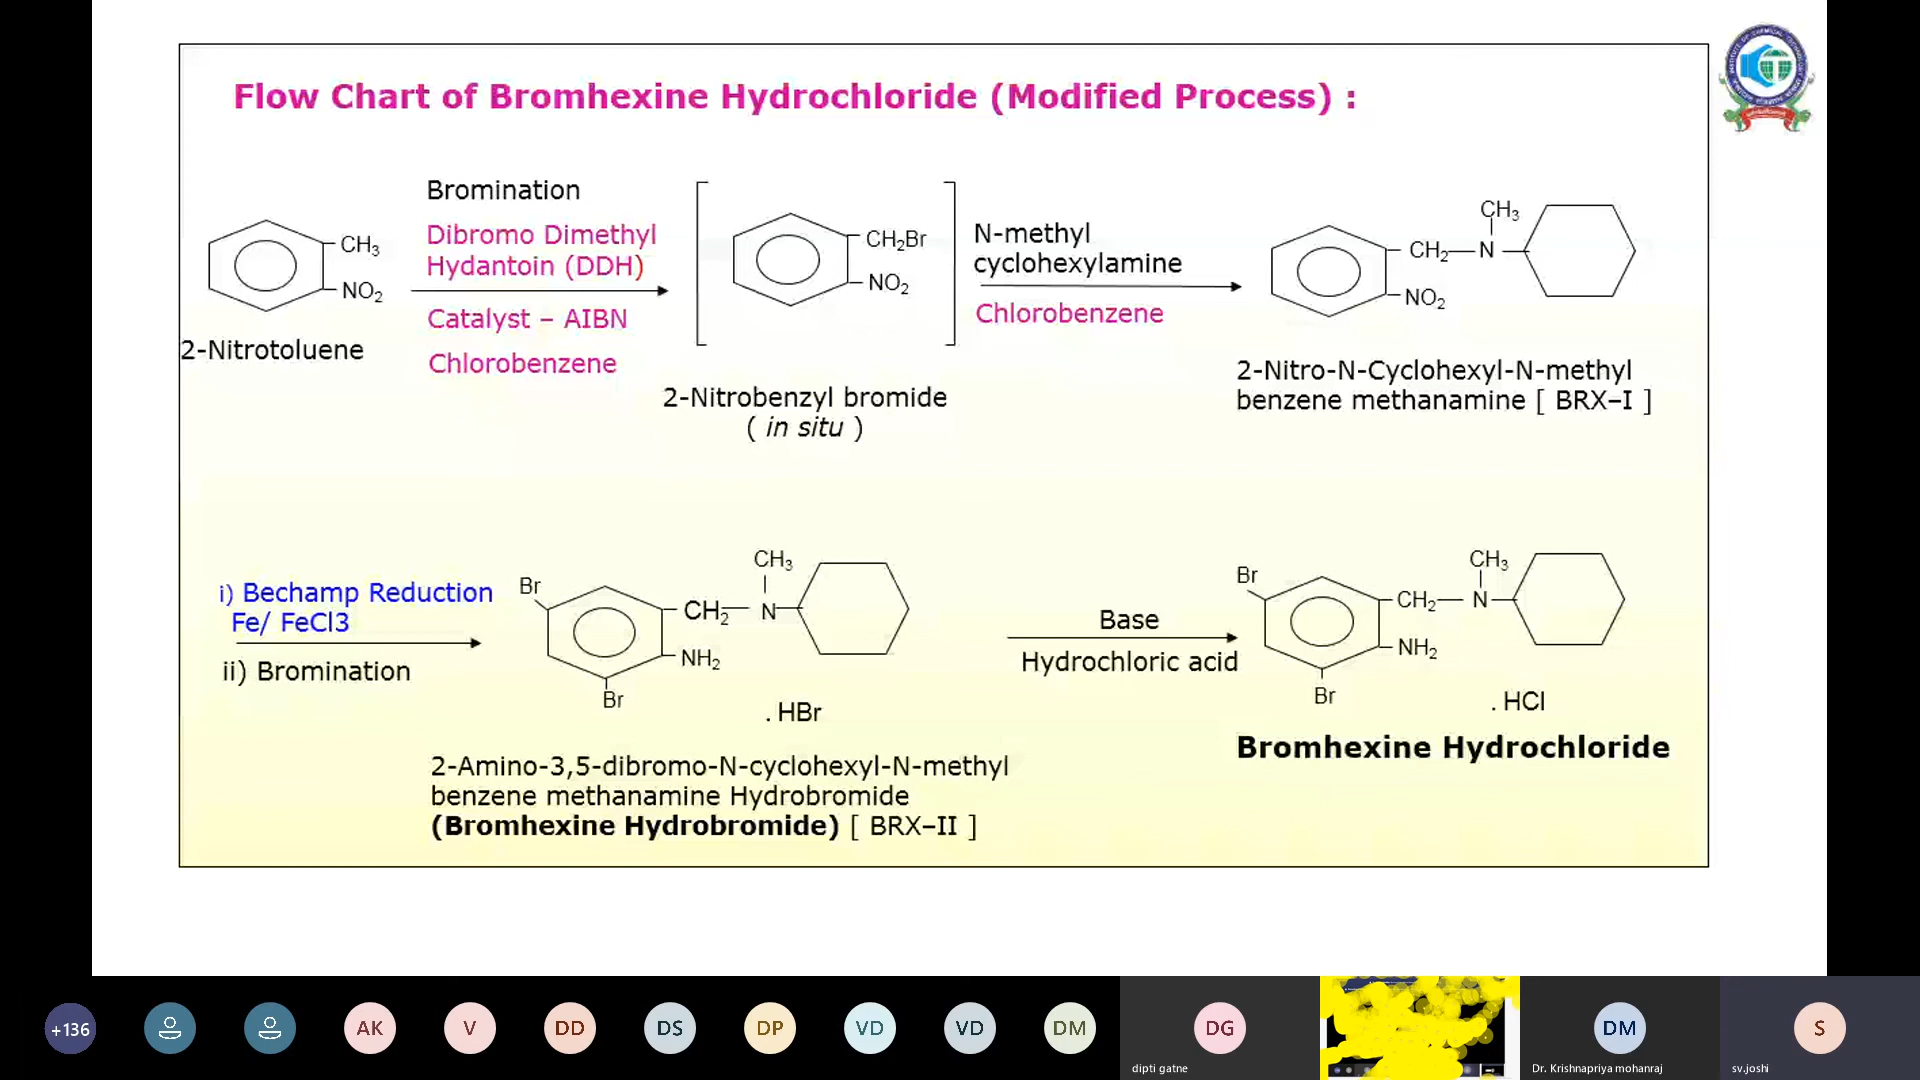 Flow Chart of Bromhexine Hydrochloride (Modified Process) :
Bromination
Dibromo Dimethyl
Hydantoin (DDH)
Catalyst – AIBN
Chlorobenzene
CH3
NO2
2-Nitrotoluene
CH2Br
NO2
2-Nitrobenzyl bromide
( in situ )
N-methyl
cyclohexylamine
Chlorobenzene
CH3
CH2 N
NO2
2-Nitro-N-Cyclohexyl-N-methyl
benzene methanamine [ BRX–I ]
i) Bechamp Reduction
Fe/ FeCl3
ii) Bromination
CH3
Br
CH2 N
NH2
Br
. HBr
2-Amino-3,5-dibromo-N-cyclohexyl-N-methyl
benzene methanamine Hydrobromide
(Bromhexine Hydrobromide) [ BRX–II ]
Base
Hydrochloric acid
CH3
Br
CH2 N
NH2
Br
. HCl
Bromhexine Hydrochloride
+136
AK
V
DD
DS
DP
VD
VD
DM
DG
dipti gatne
DM
Dr. Krishnapriya mohanraj
S
sv.joshi